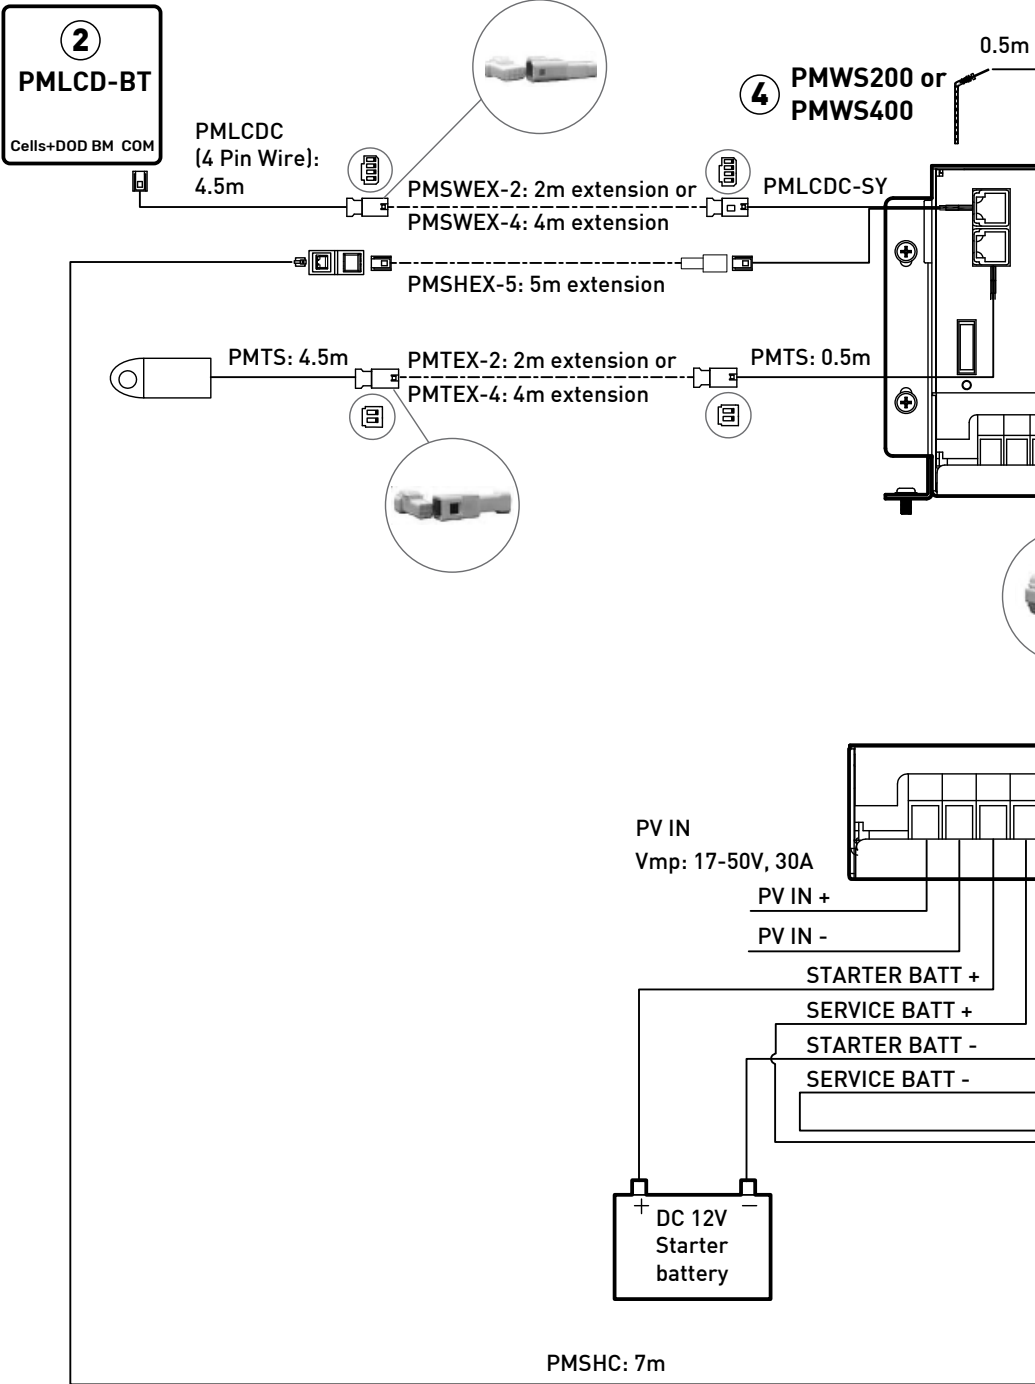 2
PMLCD-BT
Cells+DOD BM COM
0.5m
4
PMWS200 or
PMWS400
PMLCDC
(4 Pin Wire):
4.5m
PMSWEX-2: 2m extension or
PMSWEX-4: 4m extension
PMLCDC-SY
PMSHEX-5: 5m extension
PMTS: 4.5m
PMTEX-2: 2m extension or
PMTEX-4: 4m extension
PMTS: 0.5m
PV IN
Vmp: 17-50V, 30A
PV IN +
PV IN -
STARTER BATT +
SERVICE BATT +
STARTER BATT -
SERVICE BATT -
+ −
DC 12V
Starter
battery
PMSHC: 7m